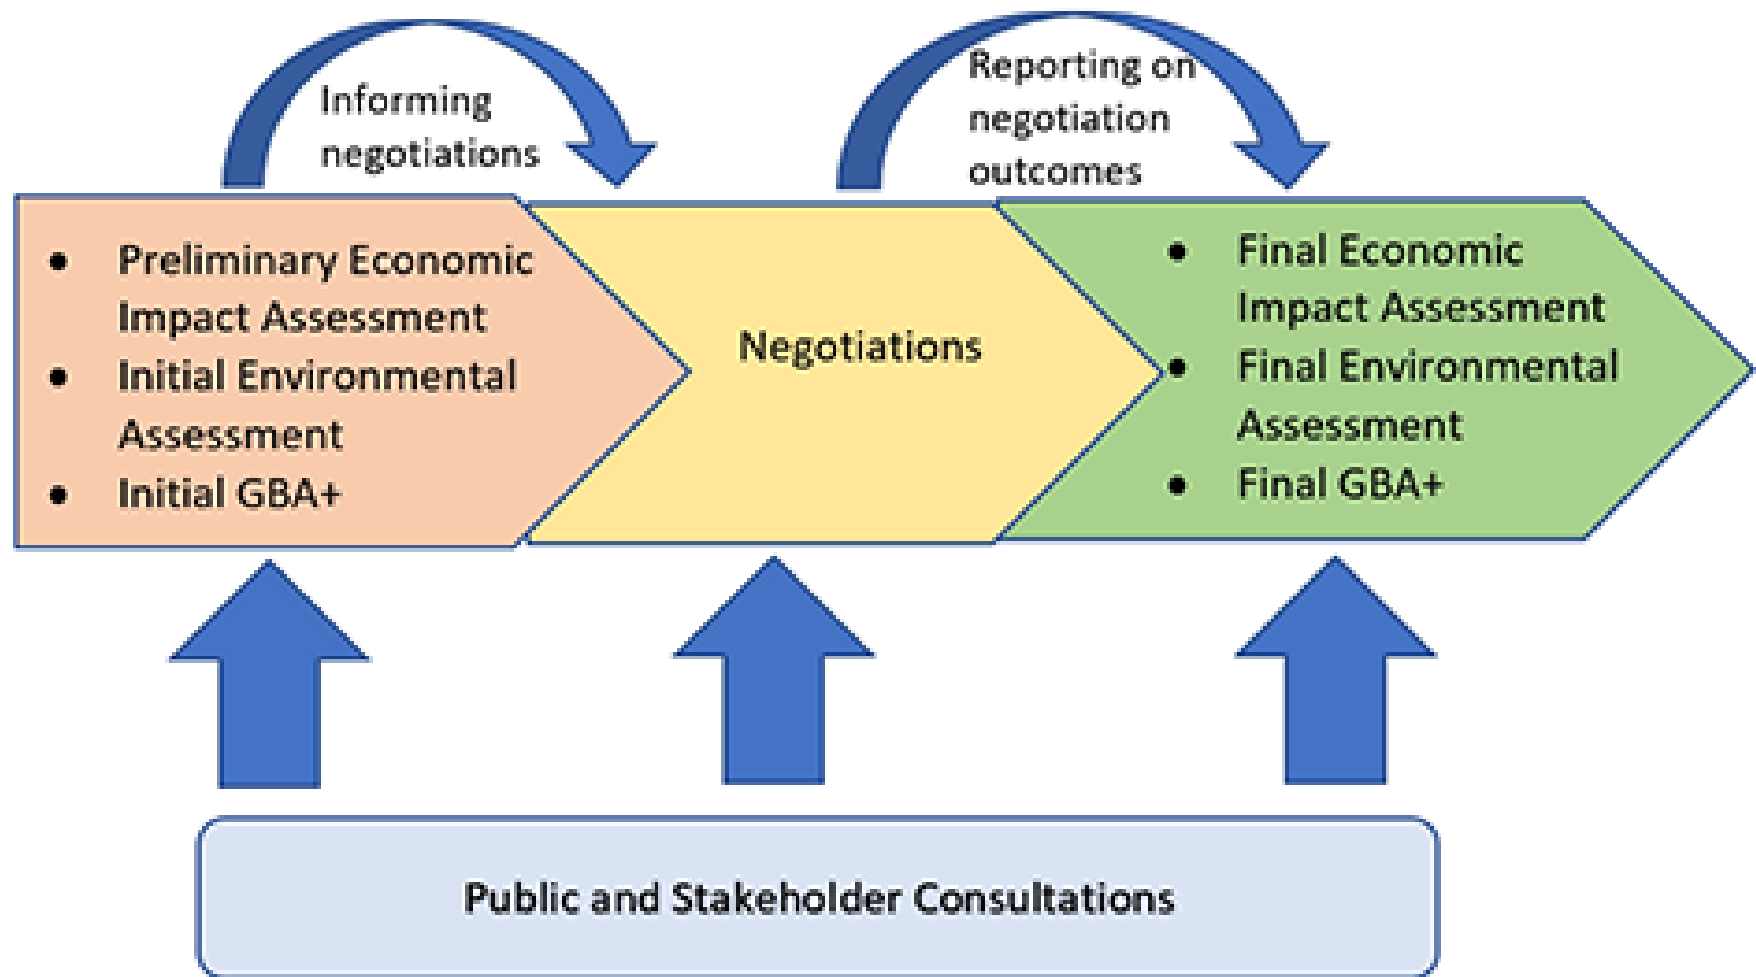 Informing
negotiations
Reporting on
negotiation
outcomes
• Preliminary Economic
Impact Assessment
• Initial Environmental
Assessment
• Initial GBA+
Negotiations
• Final Economic
Impact Assessment
• Final Environmental
Assessment
• Final GBA+
Public and Stakeholder Consultations